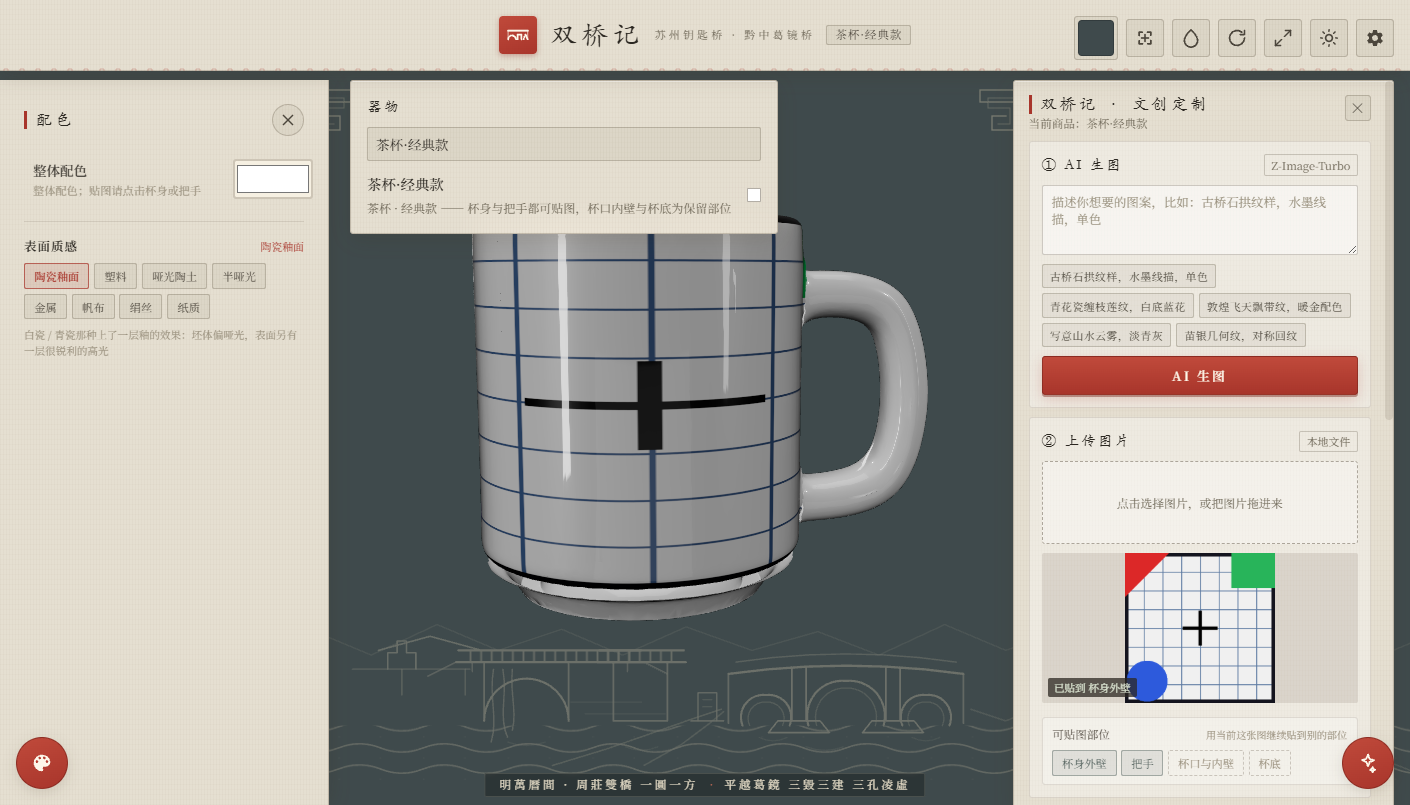 双桥记
苏州钥匙桥 · 黔中葛镜桥
茶杯·经典款
配色
整体配色
整体配色；贴图请点击杯身或把手
表面质感
陶瓷釉面
陶瓷釉面
塑料
哑光陶土
半哑光
金属
帆布
绢丝
纸质
白瓷 / 青瓷那种上了一层釉的效果：坯体偏哑光，表面另有
一层很锐利的高光
器物
茶杯·经典款
茶杯·经典款
茶杯 · 经典款 —— 杯身与把手都可贴图，杯口内壁与杯底为保留部位
明萬曆間 · 周莊雙橋 一圓一方 · 平越葛鏡 三毀三建 三孔凌虛
双桥记 · 文创定制
当前商品：茶杯·经典款
① AI 生图
Z-Image-Turbo
描述你想要的图案，比如：古桥石拱纹样，水墨线
描，单色
古桥石拱纹样，水墨线描，单色
青花瓷缠枝莲纹，白底蓝花
敦煌飞天飘带纹，暖金配色
写意山水云雾，淡青灰
苗银几何纹，对称回纹
AI 生图
② 上传图片
本地文件
点击选择图片，或把图片拖进来
已贴到 杯身外壁
可贴图部位
用当前这张图继续贴到别的部位
杯身外壁
把手
杯口与内壁
杯底